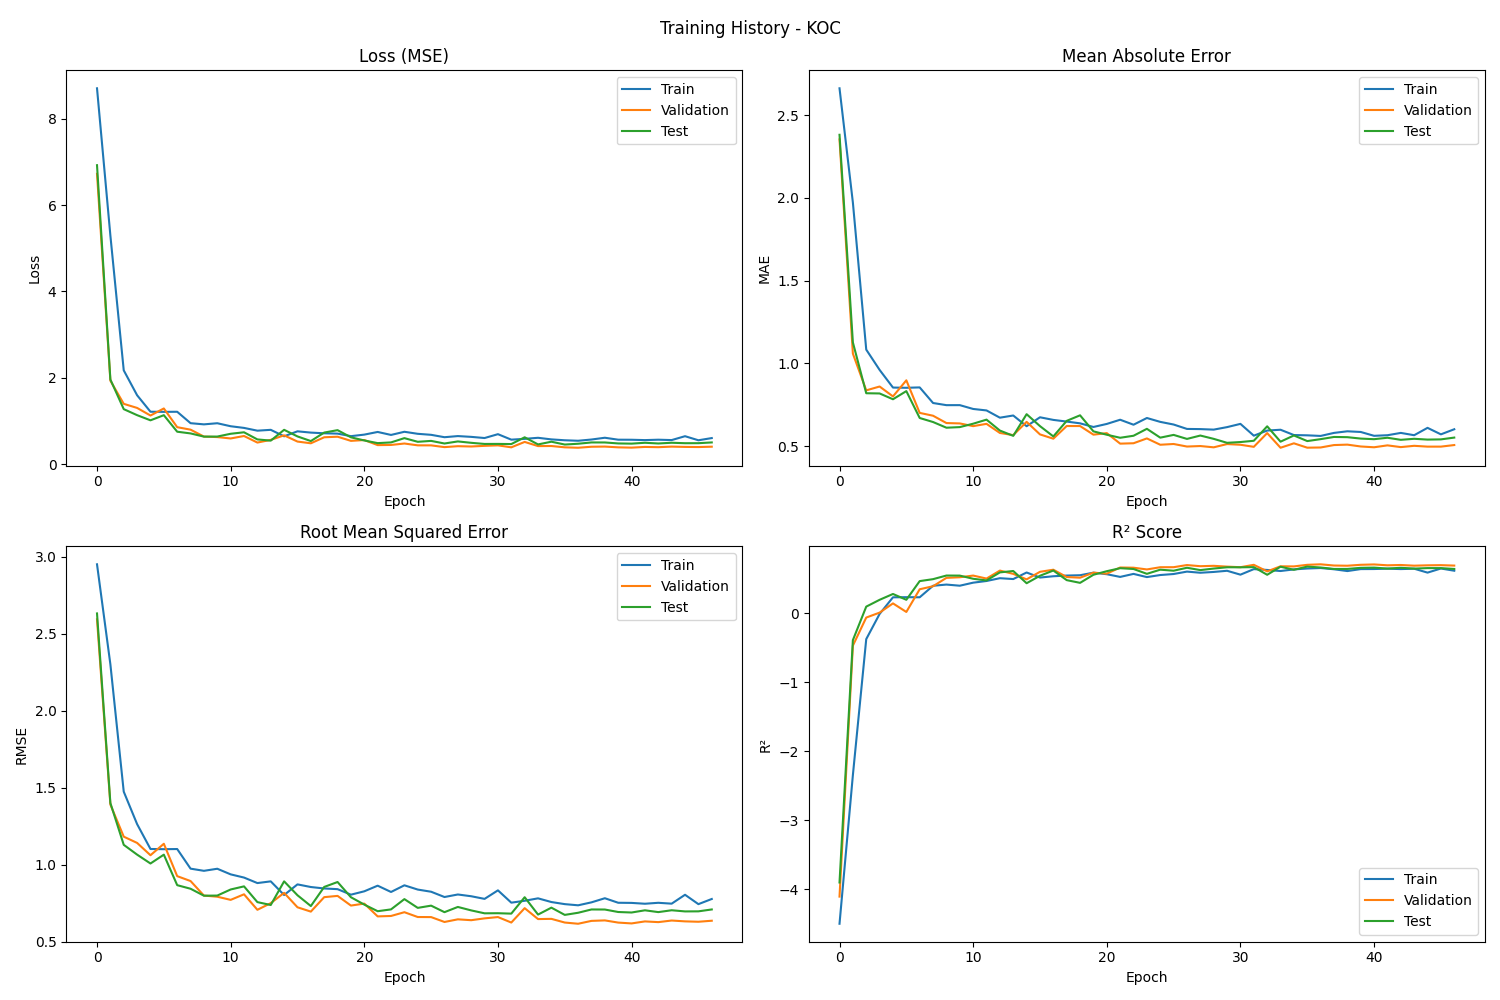 Training History - KOC
Loss (MSE)
Loss
8
6
4
2
0
0 10 20 30 40
Epoch
Train
Validation
Test
Mean Absolute Error
MAE
2.5
2.0
1.5
1.0
0.5
0 10 20 30 40
Epoch
Train
Validation
Test
Root Mean Squared Error
RMSE
3.0
2.5
2.0
1.5
1.0
0.5
0 10 20 30 40
Epoch
Train
Validation
Test
R² Score
R²
0
−1
−2
−3
−4
0 10 20 30 40
Epoch
Train
Validation
Test